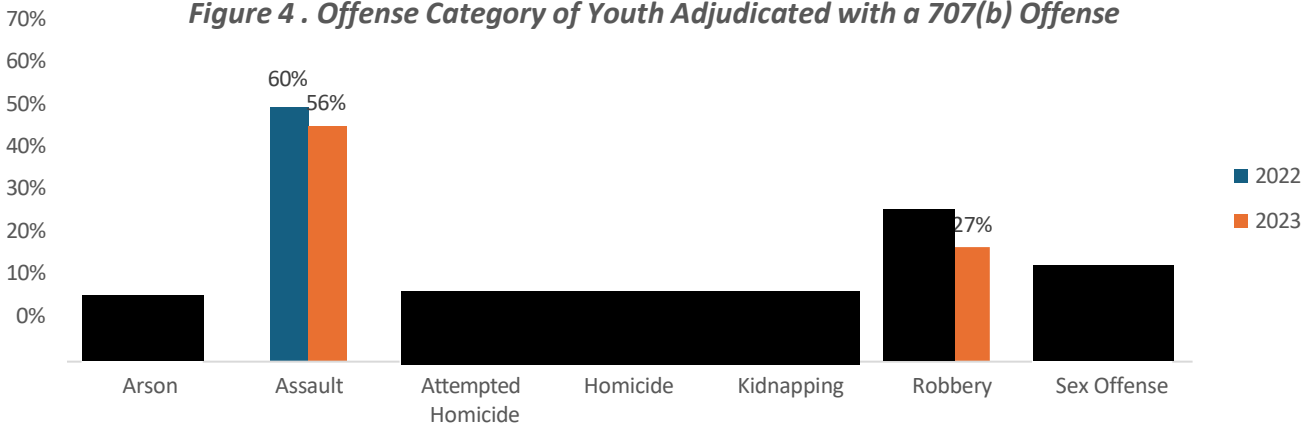 Figure 4 . Offense Category of Youth Adjudicated with a 707(b) Offense
70%
60%
50%
40%
30%
20%
10%
0%
60%
56%
27%
2022
2023
Arson
Assault
Attempted
Homicide
Homicide
Kidnapping
Robbery
Sex Offense